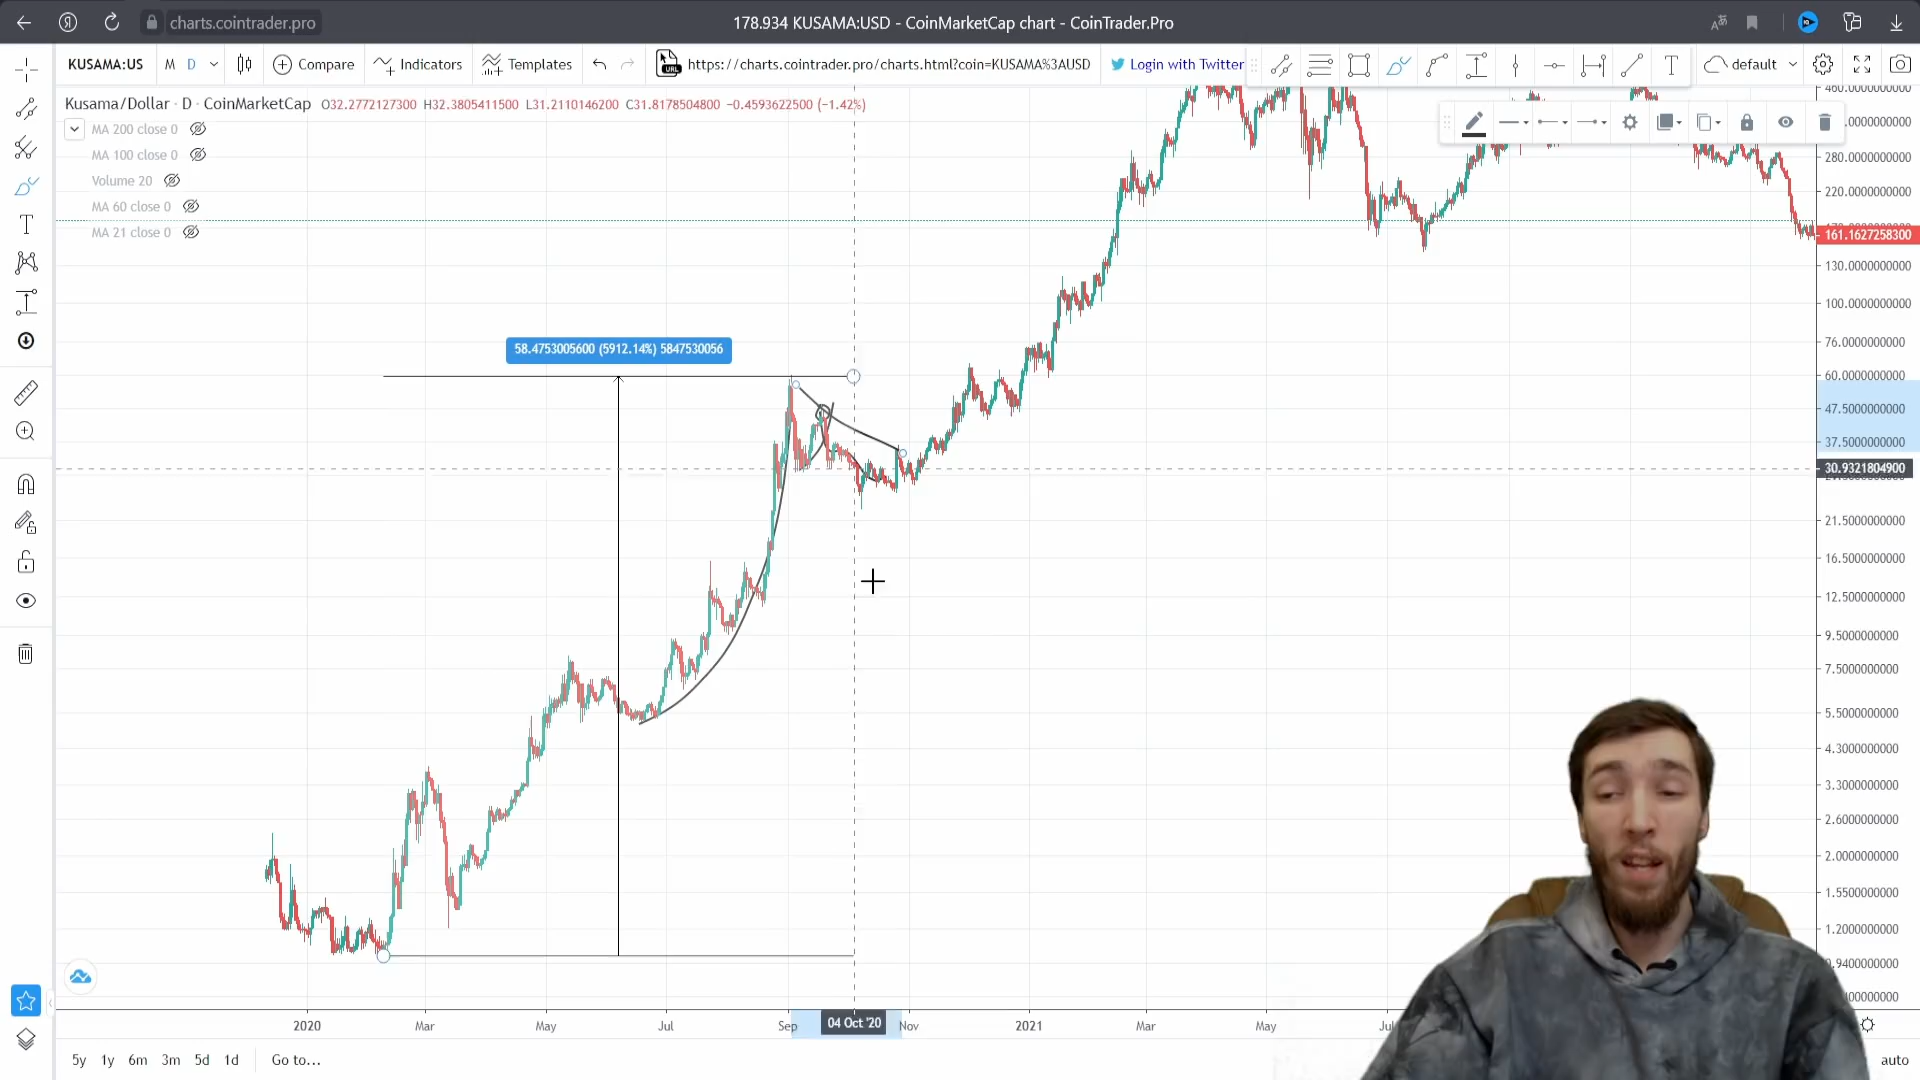 charts.cointrader.pro
178.934 KUSAMA:USD - CoinMarketCap chart - CoinTrader.Pro
KUSAMA:US
M
D
Compare
Indicators
Templates
https://charts.cointrader.pro/charts.html?coin=KUSAMA%3AUSD
Login with Twitter
default
Kusama/Dollar · D · CoinMarketCap O32.2772127300 H32.3805411500 L31.2110146200 C31.8178504800 −0.4593622500 (−1.42%)
MA 200 close 0
MA 100 close 0
Volume 20
MA 60 close 0
MA 21 close 0
58.4753005600 (5912.14%) 5847530056
280.0000000000
220.0000000000
161.1627258300
130.0000000000
100.0000000000
76.0000000000
60.0000000000
47.5000000000
37.5000000000
30.9321804900
21.5000000000
16.5000000000
12.5000000000
9.5000000000
7.5000000000
5.5000000000
4.3000000000
3.3000000000
2.6000000000
2.0000000000
1.5500000000
1.2000000000
2020
Mar
May
Jul
Sep
04 Oct '20
Nov
2021
Mar
May
5y
1y
6m
3m
5d
1d
Go to...
auto